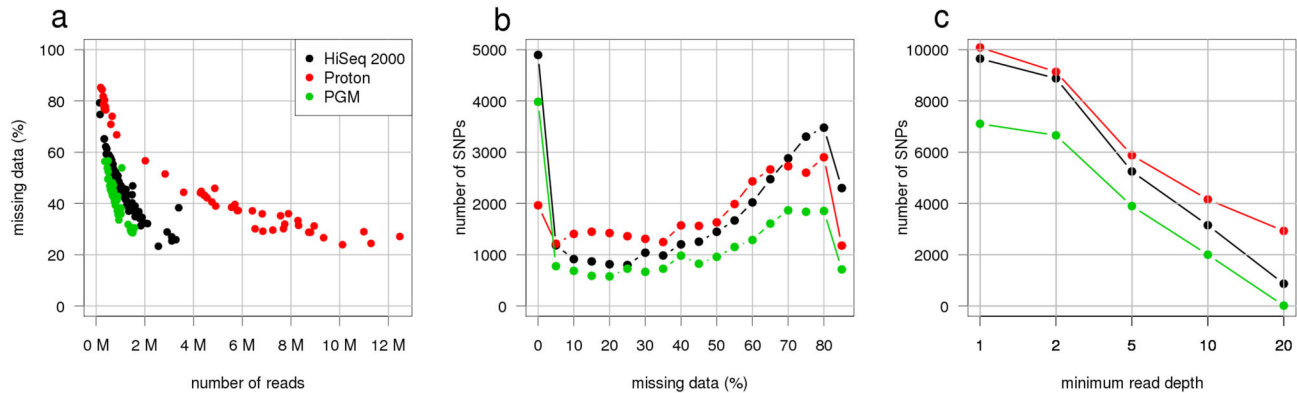 a
missing data (%)
100
80
60
40
20
0
HiSeq 2000
Proton
PGM
0 M
2 M
4 M
6 M
8 M
10 M
12 M
number of reads
b
number of SNPs
5000
4000
3000
2000
1000
0
0
10
20
30
40
50
60
70
80
missing data (%)
c
number of SNPs
10000
8000
6000
4000
2000
0
1
2
5
10
20
minimum read depth